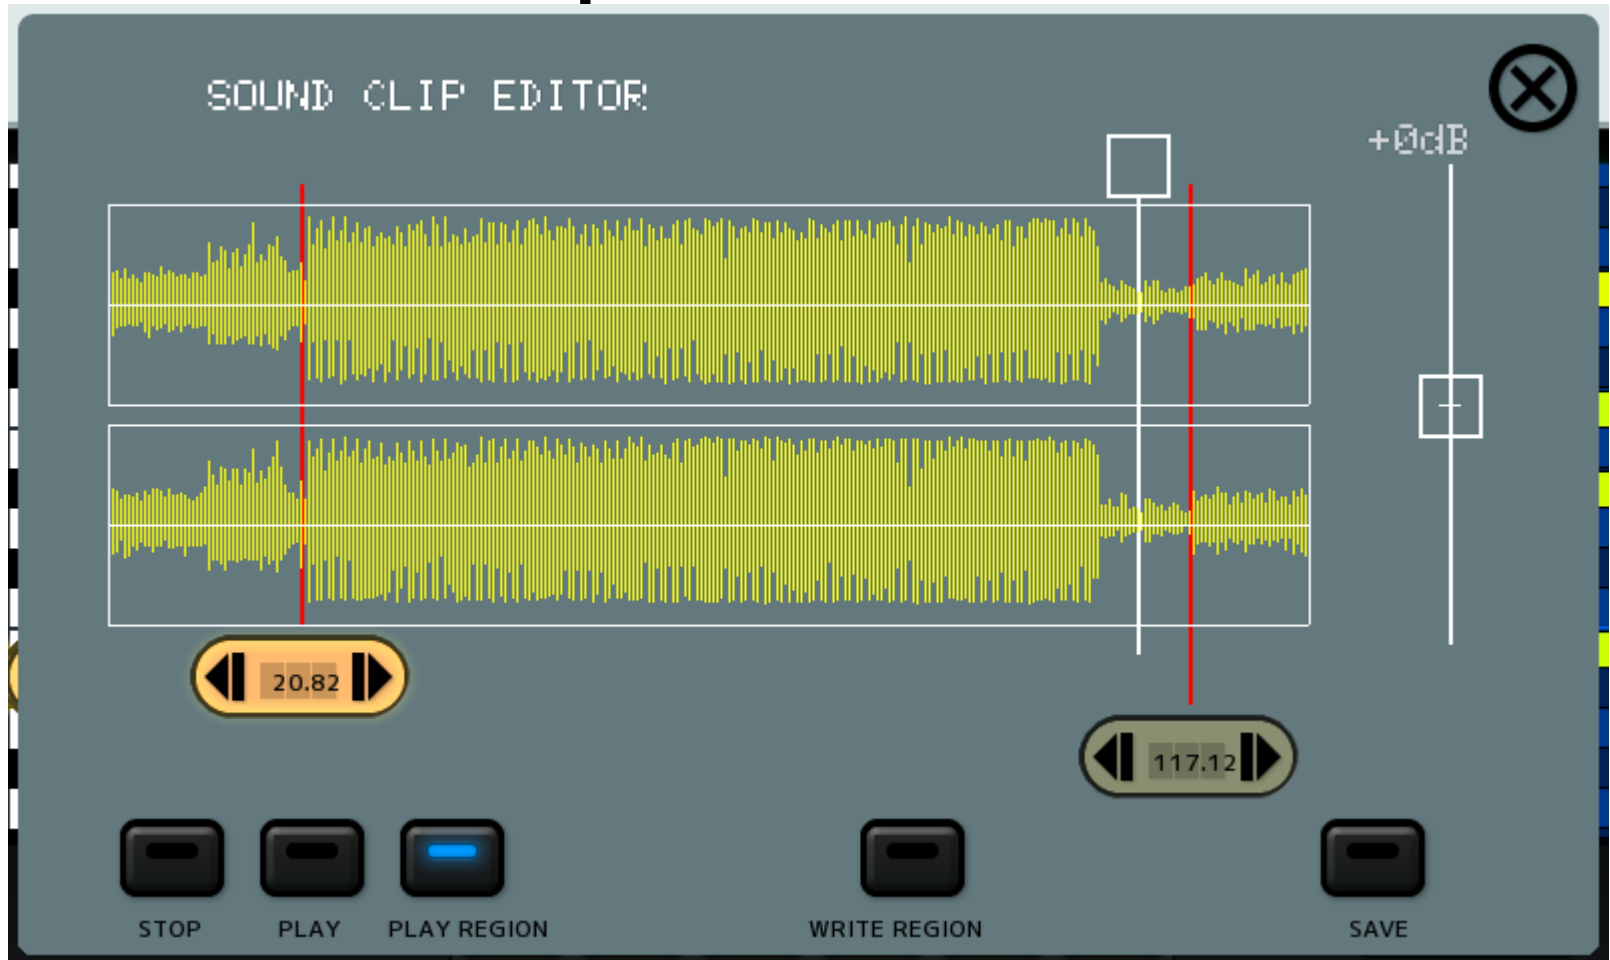 SOUND CLIP EDITOR
+0dB
20.82
117.12
STOP PLAY PLAY REGION WRITE REGION SAVE